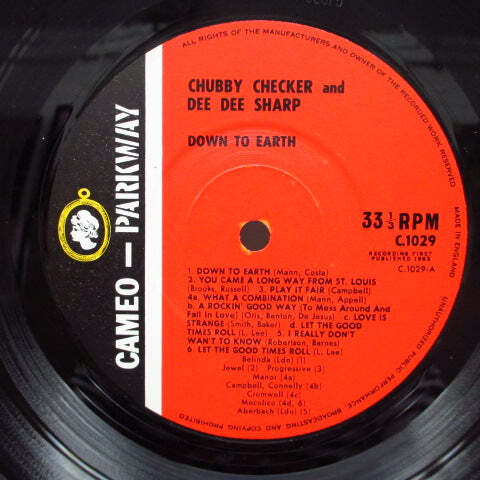 ALL RIGHTS OF THE MANUFACTURERS AND OWNER OF THE RECORDED WORK RESERVED
CHUBBY CHECKER and
DEE DEE SHARP
DOWN TO EARTH
CAMEO – PARKWAY
33 1/3 RPM
C.1029
RECORDING FIRST
PUBLISHED 1963
C.1029-A
MADE IN ENGLAND
1. DOWN TO EARTH (Mann, Costa)
2. YOU CAME A LONG WAY FROM ST. LOUIS
(Brooks, Russell) 3. PLAY IT FAIR (Campbell)
4a. WHAT A COMBINATION (Mann, Appell)
b. A ROCKIN' GOOD WAY (To Mess Around And
Fall In Love) (Otis, Benton, De Jesus) c. LOVE IS
STRANGE (Smith, Baker) d. LET THE GOOD
TIMES ROLL (L. Lee) 5. I REALLY DON'T
WAN'T TO KNOW (Robertson, Barnes)
6. LET THE GOOD TIMES ROLL (L. Lee)
Belinda (Ldn) (1)
Jewel (2) Progressive (3)
Manor (4a)
Campbell, Connelly (4b)
Cromwell (4c)
Mecolico (4d, 6)
Aberbach (Ldn) (5)
UNAUTHORIZED PUBLIC PERFORMANCE, BROADCASTING AND COPYING PROHIBITED